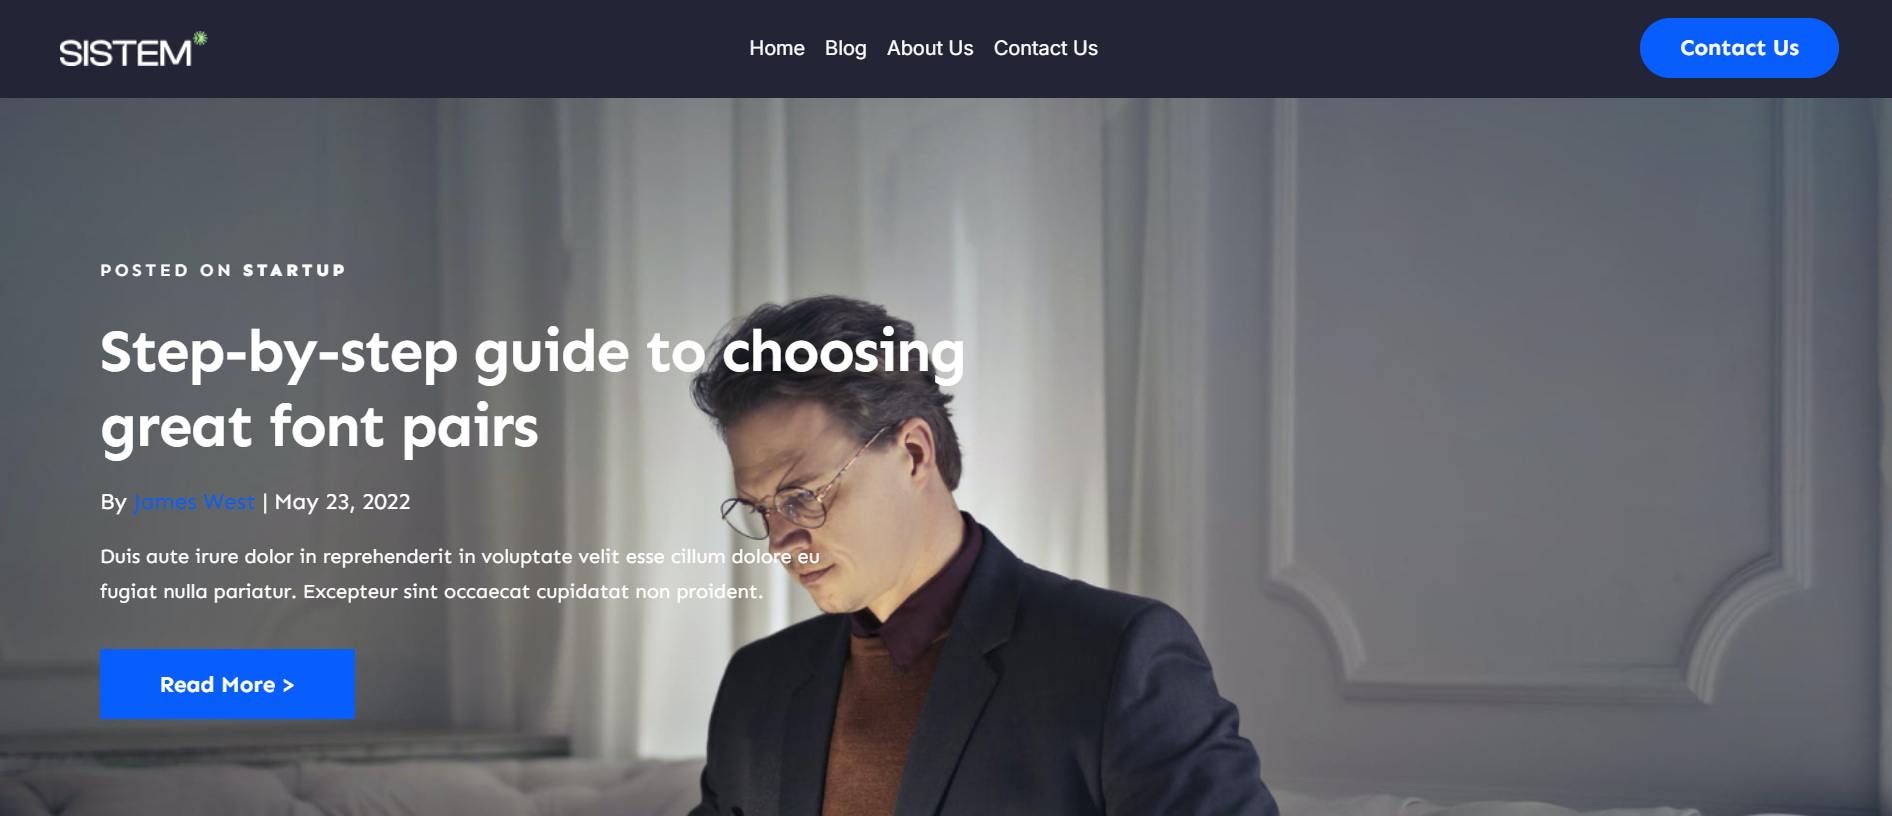 SISTEM
Home Blog About Us Contact Us
Contact Us
POSTED ON STARTUP
Step-by-step guide to choosing
great font pairs
By James West | May 23, 2022
Duis aute irure dolor in reprehenderit in voluptate velit esse cillum dolore eu
fugiat nulla pariatur. Excepteur sint occaecat cupidatat non proident.
Read More >